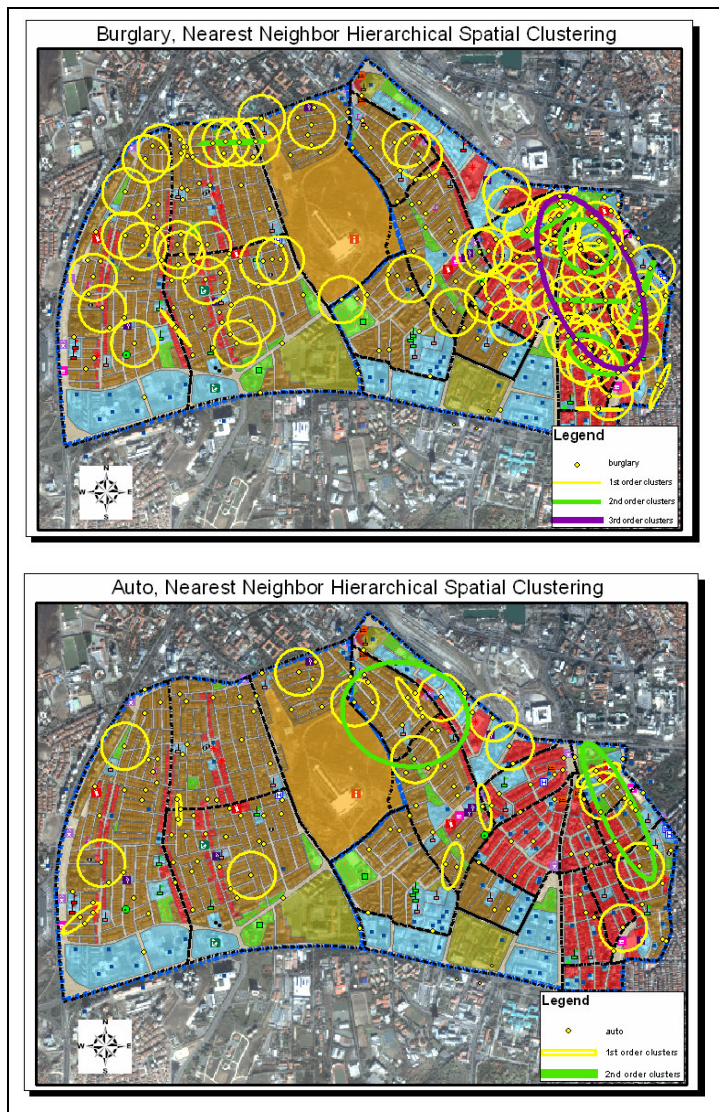 Burglary, Nearest Neighbor Hierarchical Spatial Clustering
N
W E
S
Legend
burglary
1st order clusters
2nd order clusters
3rd order clusters
Auto, Nearest Neighbor Hierarchical Spatial Clustering
N
W E
S
Legend
auto
1st order clusters
2nd order clusters